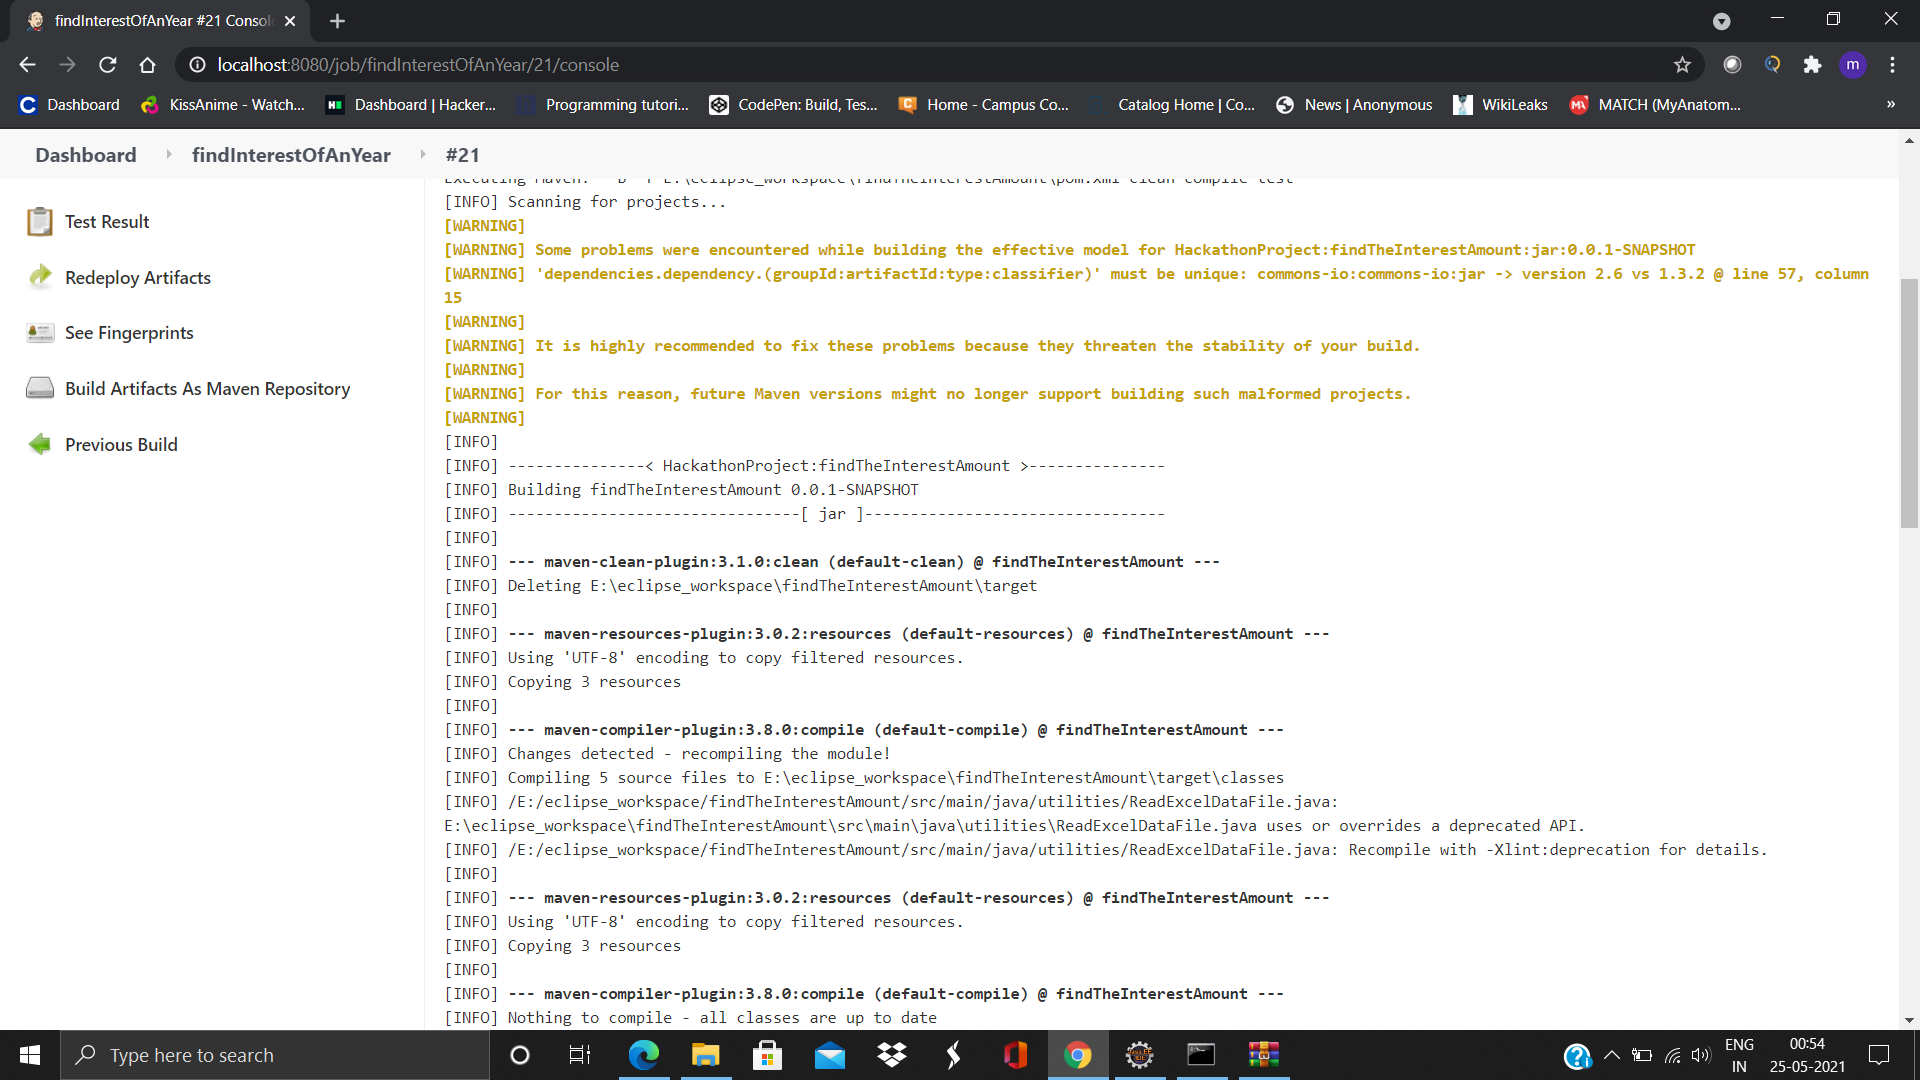 findInterestOfAnYear #21 Consol
localhost:8080/job/findInterestOfAnYear/21/console
m
Dashboard
KissAnime - Watch...
Dashboard | Hacker...
Programming tutori...
CodePen: Build, Tes...
Home - Campus Co...
Catalog Home | Co...
News | Anonymous
WikiLeaks
MATCH (MyAnatom...
»
Dashboard
findInterestOfAnYear
#21
Test Result
Redeploy Artifacts
See Fingerprints
Build Artifacts As Maven Repository
Previous Build
Executing Maven: -B -f E:\eclipse_workspace\findTheInterestAmount\pom.xml clean compile test
[INFO] Scanning for projects...
[WARNING]
[WARNING] Some problems were encountered while building the effective model for HackathonProject:findTheInterestAmount:jar:0.0.1-SNAPSHOT
[WARNING] 'dependencies.dependency.(groupId:artifactId:type:classifier)' must be unique: commons-io:commons-io:jar -> version 2.6 vs 1.3.2 @ line 57, column
15
[WARNING]
[WARNING] It is highly recommended to fix these problems because they threaten the stability of your build.
[WARNING]
[WARNING] For this reason, future Maven versions might no longer support building such malformed projects.
[WARNING]
[INFO]
[INFO] ---------------< HackathonProject:findTheInterestAmount >---------------
[INFO] Building findTheInterestAmount 0.0.1-SNAPSHOT
[INFO] --------------------------------[ jar ]---------------------------------
[INFO]
[INFO] --- maven-clean-plugin:3.1.0:clean (default-clean) @ findTheInterestAmount ---
[INFO] Deleting E:\eclipse_workspace\findTheInterestAmount\target
[INFO]
[INFO] --- maven-resources-plugin:3.0.2:resources (default-resources) @ findTheInterestAmount ---
[INFO] Using 'UTF-8' encoding to copy filtered resources.
[INFO] Copying 3 resources
[INFO]
[INFO] --- maven-compiler-plugin:3.8.0:compile (default-compile) @ findTheInterestAmount ---
[INFO] Changes detected - recompiling the module!
[INFO] Compiling 5 source files to E:\eclipse_workspace\findTheInterestAmount\target\classes
[INFO] /E:/eclipse_workspace/findTheInterestAmount/src/main/java/utilities/ReadExcelDataFile.java:
E:\eclipse_workspace\findTheInterestAmount\src\main\java\utilities\ReadExcelDataFile.java uses or overrides a deprecated API.
[INFO] /E:/eclipse_workspace/findTheInterestAmount/src/main/java/utilities/ReadExcelDataFile.java: Recompile with -Xlint:deprecation for details.
[INFO]
[INFO] --- maven-resources-plugin:3.0.2:resources (default-resources) @ findTheInterestAmount ---
[INFO] Using 'UTF-8' encoding to copy filtered resources.
[INFO] Copying 3 resources
[INFO]
[INFO] --- maven-compiler-plugin:3.8.0:compile (default-compile) @ findTheInterestAmount ---
[INFO] Nothing to compile - all classes are up to date
Type here to search
ENG
IN
00:54
25-05-2021